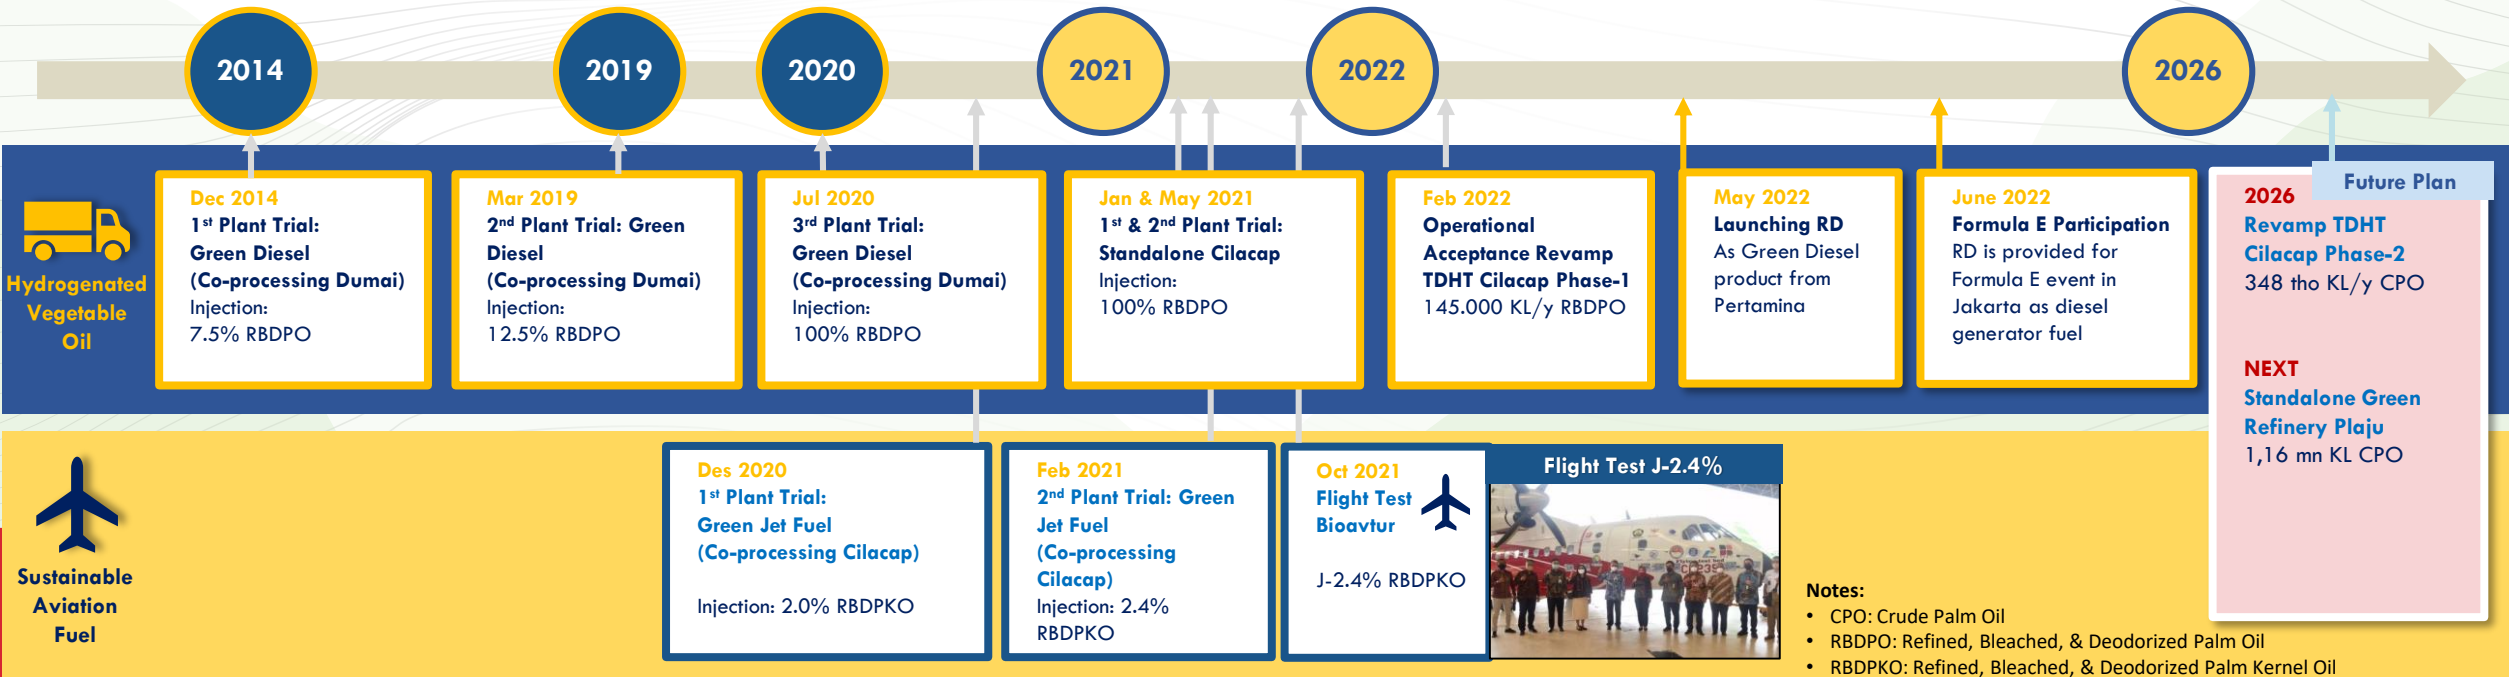 2014
2019
2020
2021
2022
2026
Hydrogenated
Vegetable
Oil
Dec 2014
1st Plant Trial:
Green Diesel
(Co-processing Dumai)
Injection:
7.5% RBDPO
Mar 2019
2nd Plant Trial: Green
Diesel
(Co-processing Dumai)
Injection:
12.5% RBDPO
Jul 2020
3rd Plant Trial:
Green Diesel
(Co-processing Dumai)
Injection:
100% RBDPO
Jan & May 2021
1st & 2nd Plant Trial:
Standalone Cilacap
Injection:
100% RBDPO
Feb 2022
Operational
Acceptance Revamp
TDHT Cilacap Phase-1
145.000 KL/y RBDPO
May 2022
Launching RD
As Green Diesel
product from
Pertamina
June 2022
Formula E Participation
RD is provided for
Formula E event in
Jakarta as diesel
generator fuel
Future Plan
2026
Revamp TDHT
Cilacap Phase-2
348 tho KL/y CPO
NEXT
Standalone Green
Refinery Plaju
1,16 mn KL CPO
Sustainable
Aviation
Fuel
Des 2020
1st Plant Trial:
Green Jet Fuel
(Co-processing Cilacap)
Injection: 2.0% RBDPKO
Feb 2021
2nd Plant Trial: Green
Jet Fuel
(Co-processing
Cilacap)
Injection: 2.4%
RBDPKO
Oct 2021
Flight Test
Bioavtur
J-2.4% RBDPKO
Flight Test J-2.4%
Notes:
• CPO: Crude Palm Oil
• RBDPO: Refined, Bleached, & Deodorized Palm Oil
• RBDPKO: Refined, Bleached, & Deodorized Palm Kernel Oil